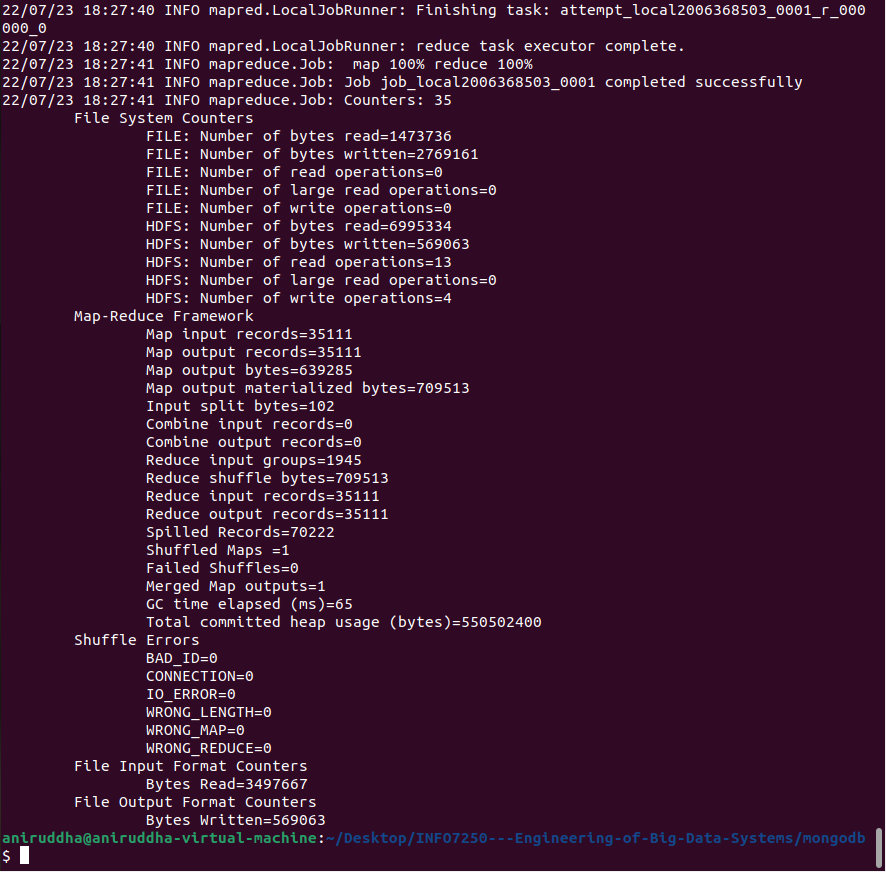 22/07/23 18:27:40 INFO mapred.LocalJobRunner: Finishing task: attempt_local2006368503_0001_r_000
000_0
22/07/23 18:27:40 INFO mapred.LocalJobRunner: reduce task executor complete.
22/07/23 18:27:41 INFO mapreduce.Job:  map 100% reduce 100%
22/07/23 18:27:41 INFO mapreduce.Job: Job job_local2006368503_0001 completed successfully
22/07/23 18:27:41 INFO mapreduce.Job: Counters: 35
        File System Counters
                FILE: Number of bytes read=1473736
                FILE: Number of bytes written=2769161
                FILE: Number of read operations=0
                FILE: Number of large read operations=0
                FILE: Number of write operations=0
                HDFS: Number of bytes read=6995334
                HDFS: Number of bytes written=569063
                HDFS: Number of read operations=13
                HDFS: Number of large read operations=0
                HDFS: Number of write operations=4
        Map-Reduce Framework
                Map input records=35111
                Map output records=35111
                Map output bytes=639285
                Map output materialized bytes=709513
                Input split bytes=102
                Combine input records=0
                Combine output records=0
                Reduce input groups=1945
                Reduce shuffle bytes=709513
                Reduce input records=35111
                Reduce output records=35111
                Spilled Records=70222
                Shuffled Maps =1
                Failed Shuffles=0
                Merged Map outputs=1
                GC time elapsed (ms)=65
                Total committed heap usage (bytes)=550502400
        Shuffle Errors
                BAD_ID=0
                CONNECTION=0
                IO_ERROR=0
                WRONG_LENGTH=0
                WRONG_MAP=0
                WRONG_REDUCE=0
        File Input Format Counters
                Bytes Read=3497667
        File Output Format Counters
                Bytes Written=569063
aniruddha@aniruddha-virtual-machine:~/Desktop/INFO7250---Engineering-of-Big-Data-Systems/mongodb
$